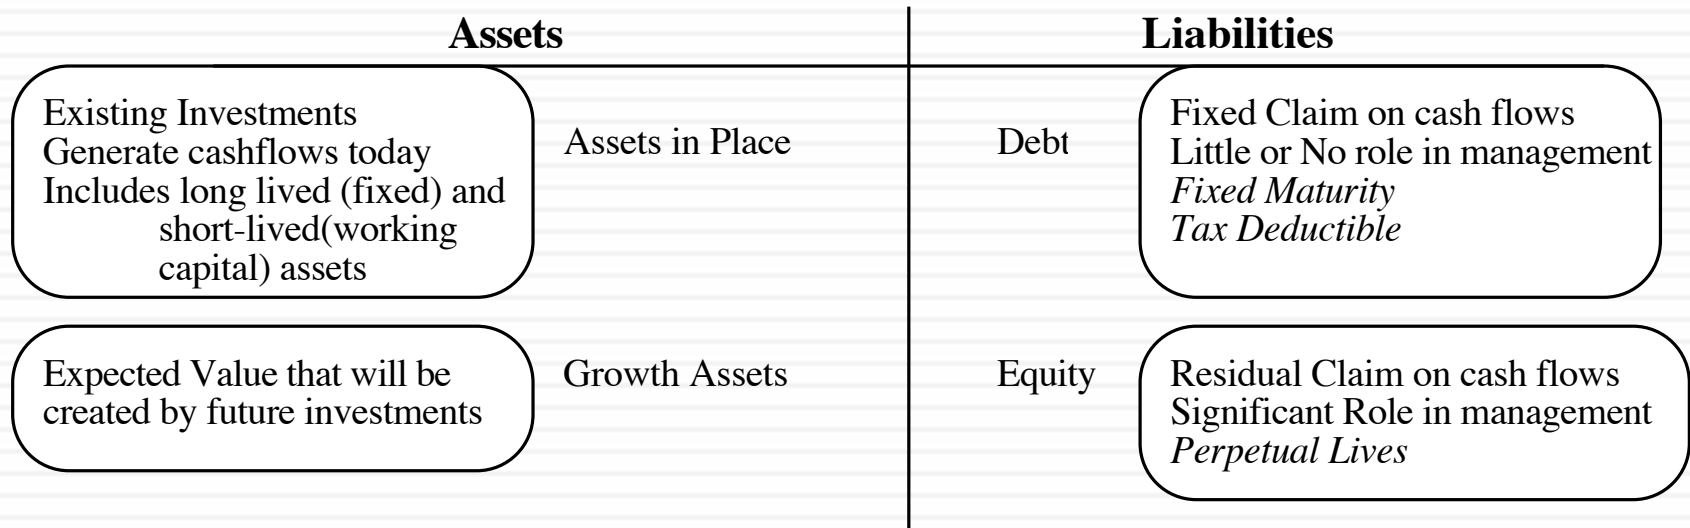 Assets
Liabilities
Existing Investments
Generate cashflows today
Includes long lived (fixed) and
short-lived(working
capital) assets
Assets in Place
Debt
Fixed Claim on cash flows
Little or No role in management
Fixed Maturity
Tax Deductible
Expected Value that will be
created by future investments
Growth Assets
Equity
Residual Claim on cash flows
Significant Role in management
Perpetual Lives